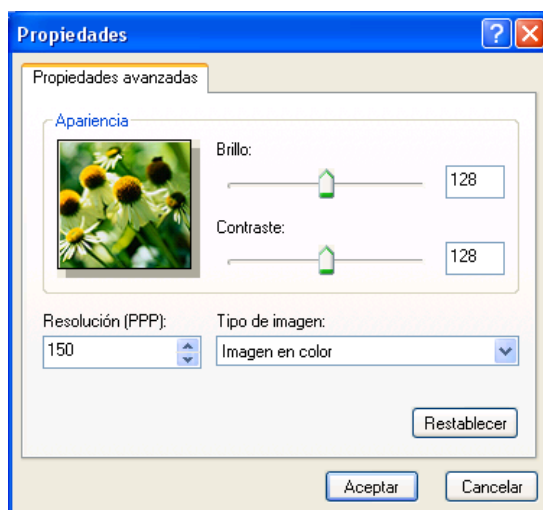 Propiedades
Propiedades avanzadas
Apariencia
Brillo:
128
Contraste:
128
Resolución (PPP):
Tipo de imagen:
150
Imagen en color
Restablecer
Aceptar
Cancelar